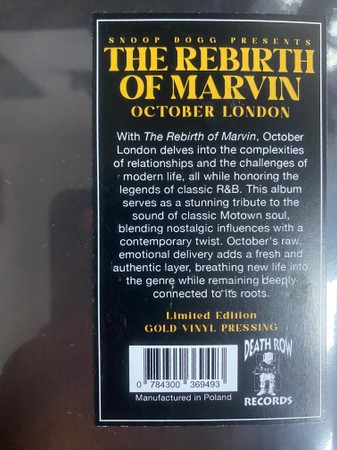 SNOOP DOGG PRESENTS
THE REBIRTH
OF MARVIN
OCTOBER LONDON
With The Rebirth of Marvin, October
London delves into the complexities
of relationships and the challenges of
modern life, all while honoring the
legends of classic R&B. This album
serves as a stunning tribute to the
sound of classic Motown soul,
blending nostalgic influences with a
contemporary twist. October's raw,
emotional delivery adds a fresh and
authentic layer, breathing new life into
the genre while remaining deeply
connected to its roots.
Limited Edition
GOLD VINYL PRESSING
0 784300 369493
Manufactured in Poland
DEATH ROW
RECORDS